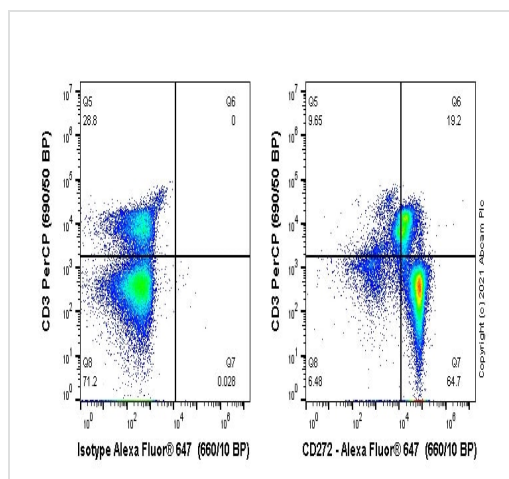 Q5
28.8
Q6
0
Q8
71.2
Q7
0.028
10^7
10^6
10^5
10^4
10^3
10^2
10^1
10^0
CD3 PerCP (690/50 BP)
10^0 10^2 10^4 10^6
Isotype Alexa Fluor® 647 (660/10 BP)
Q5
9.65
Q6
19.2
Q8
6.48
Q7
64.7
10^7
10^6
10^5
10^4
10^3
10^2
10^1
10^0
CD3 PerCP (690/50 BP)
10^0 10^2 10^4 10^6
CD272 - Alexa Fluor® 647 (660/10 BP)
Copyright (c) 2021 Abcam Plc